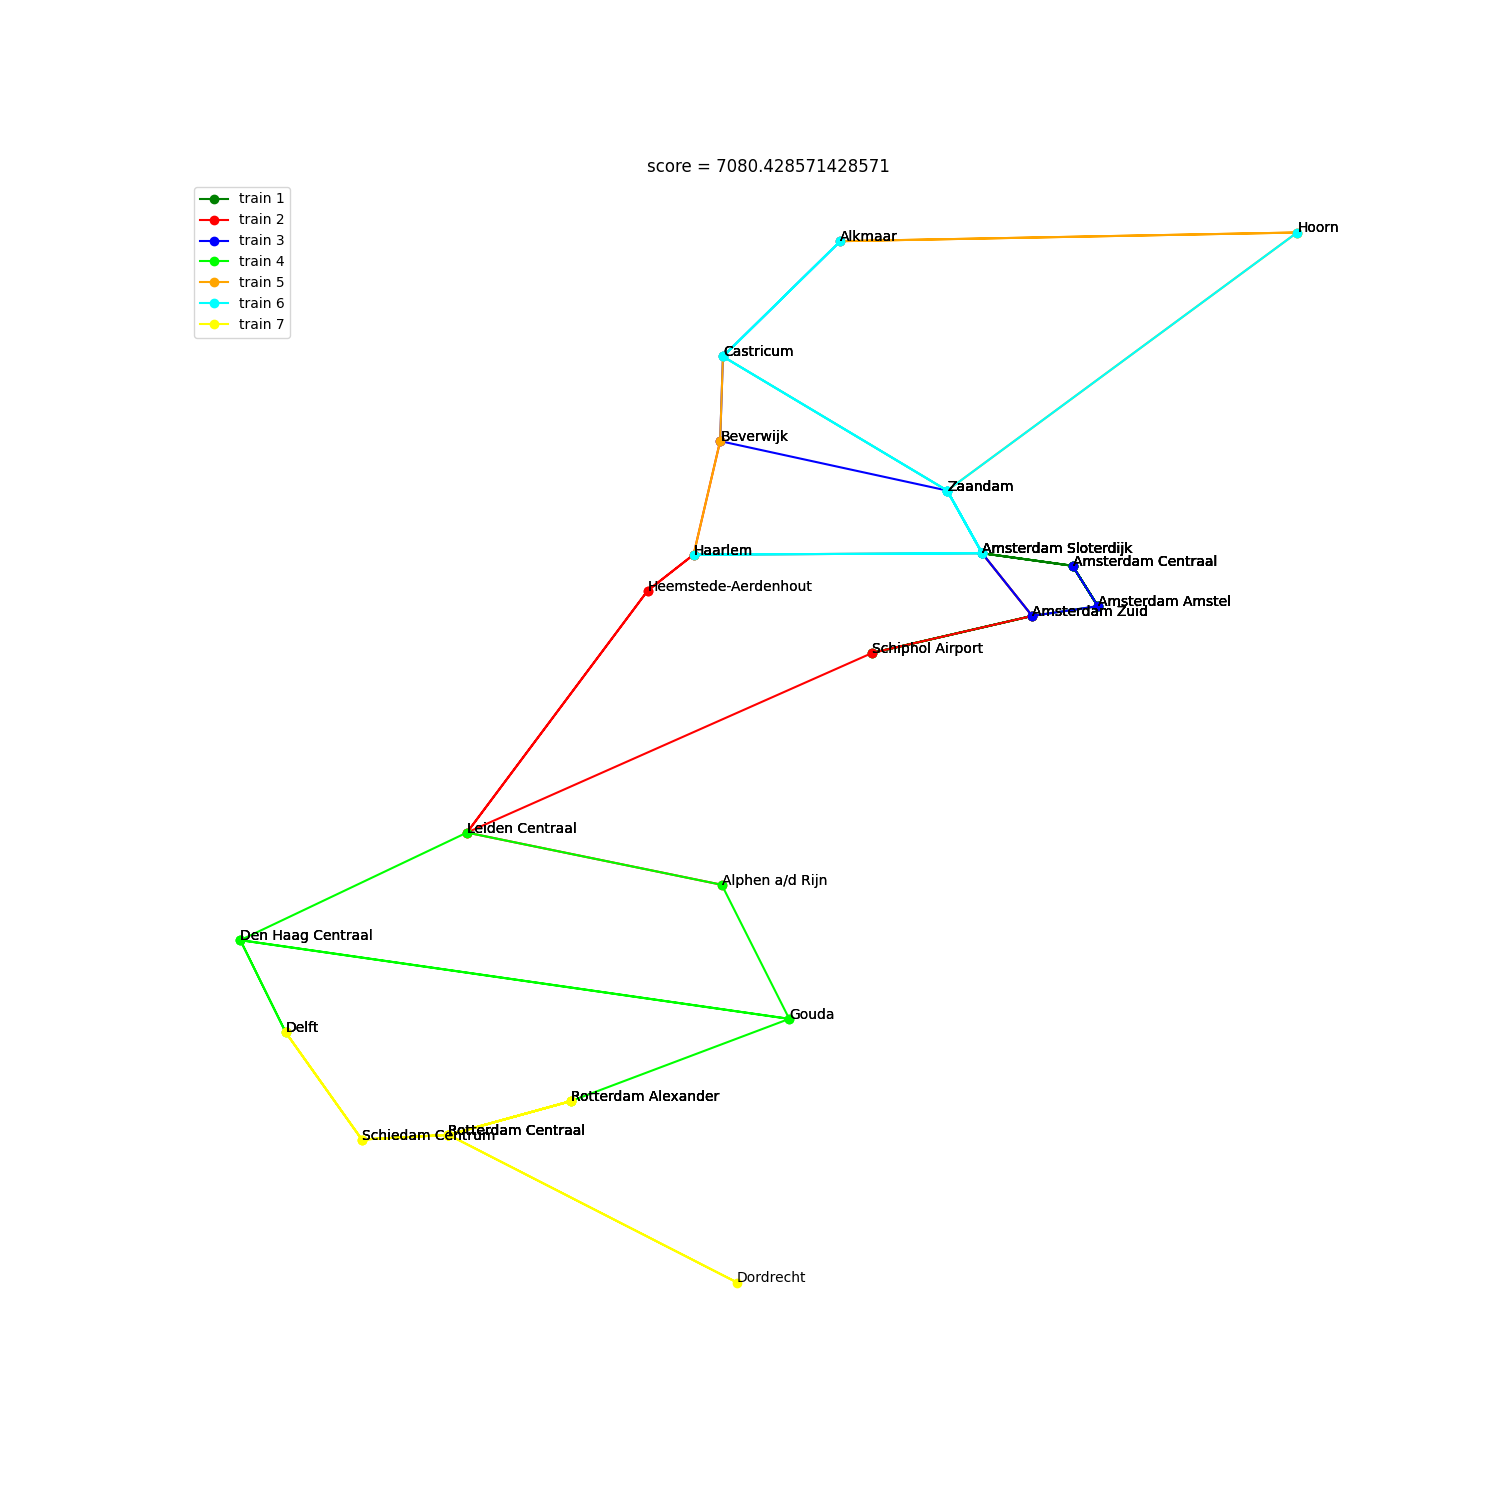 score = 7080.428571428571
train 1
train 2
train 3
train 4
train 5
train 6
train 7
Hoorn
Alkmaar
Castricum
Beverwijk
Zaandam
Haarlem
Amsterdam Sloterdijk
Amsterdam Centraal
Heemstede-Aerdenhout
Amsterdam Amstel
Amsterdam Zuid
Schiphol Airport
Leiden Centraal
Alphen a/d Rijn
Den Haag Centraal
Gouda
Delft
Rotterdam Alexander
Rotterdam Centraal
Schiedam Centrum
Dordrecht